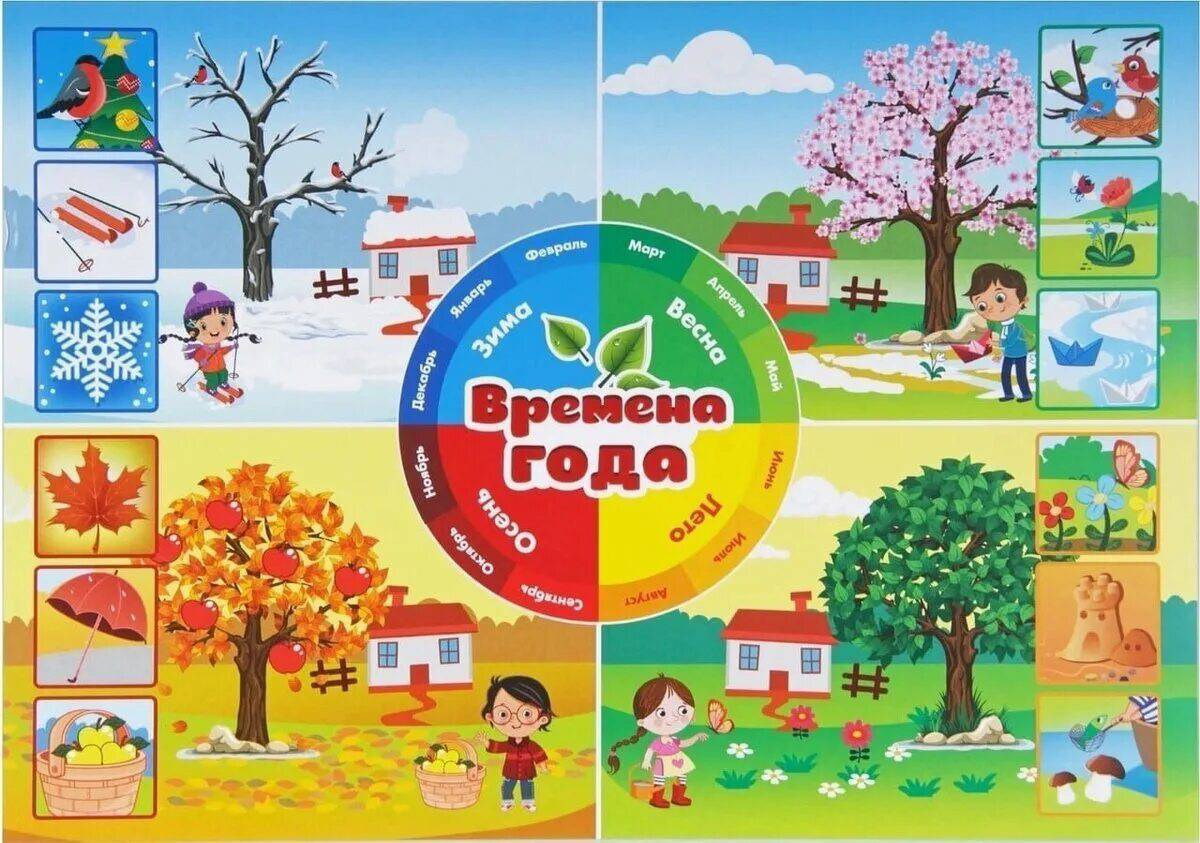 Времена
года
Зима
Декабрь
Январь
Февраль
Весна
Март
Апрель
Май
Лето
Июнь
Июль
Август
Осень
Сентябрь
Октябрь
Ноябрь